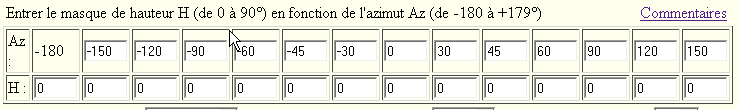 Entrer le masque de hauteur H (de 0 à 90°) en fonction de l'azimut Az (de -180 à +179°) Commentaires
Az : -180 -150 -120 -90 -60 -45 -30 0 30 45 60 90 120 150
H : 0 0 0 0 0 0 0 0 0 0 0 0 0 0